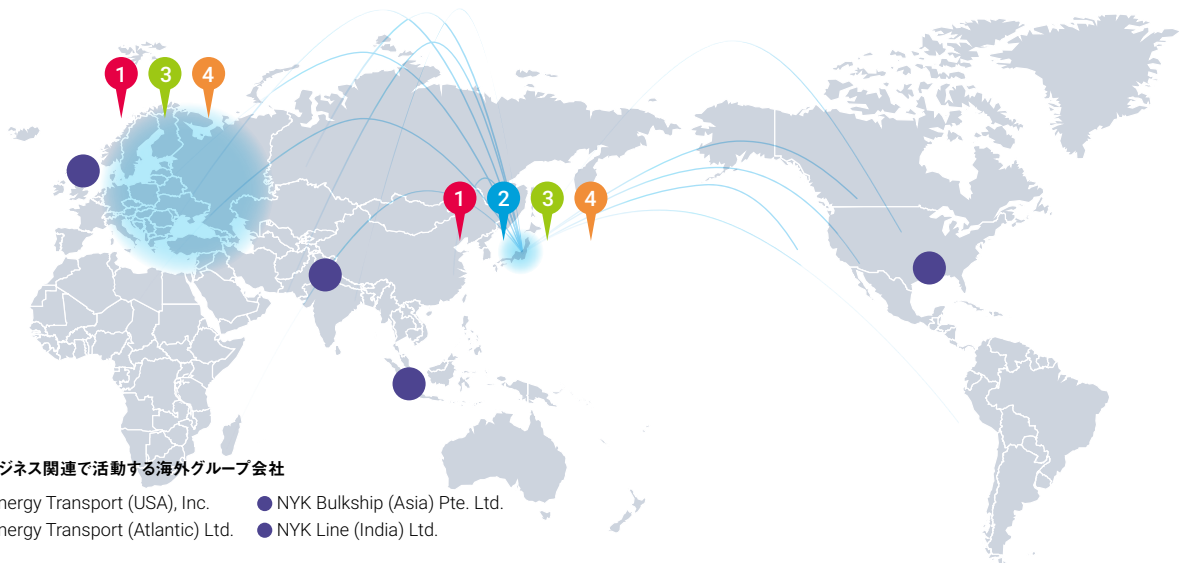 1 3 4
1 2 3 4
ジネス関連で活動する海外グループ会社
nergy Transport (USA), Inc.
NYK Bulkship (Asia) Pte. Ltd.
nergy Transport (Atlantic) Ltd.
NYK Line (India) Ltd.